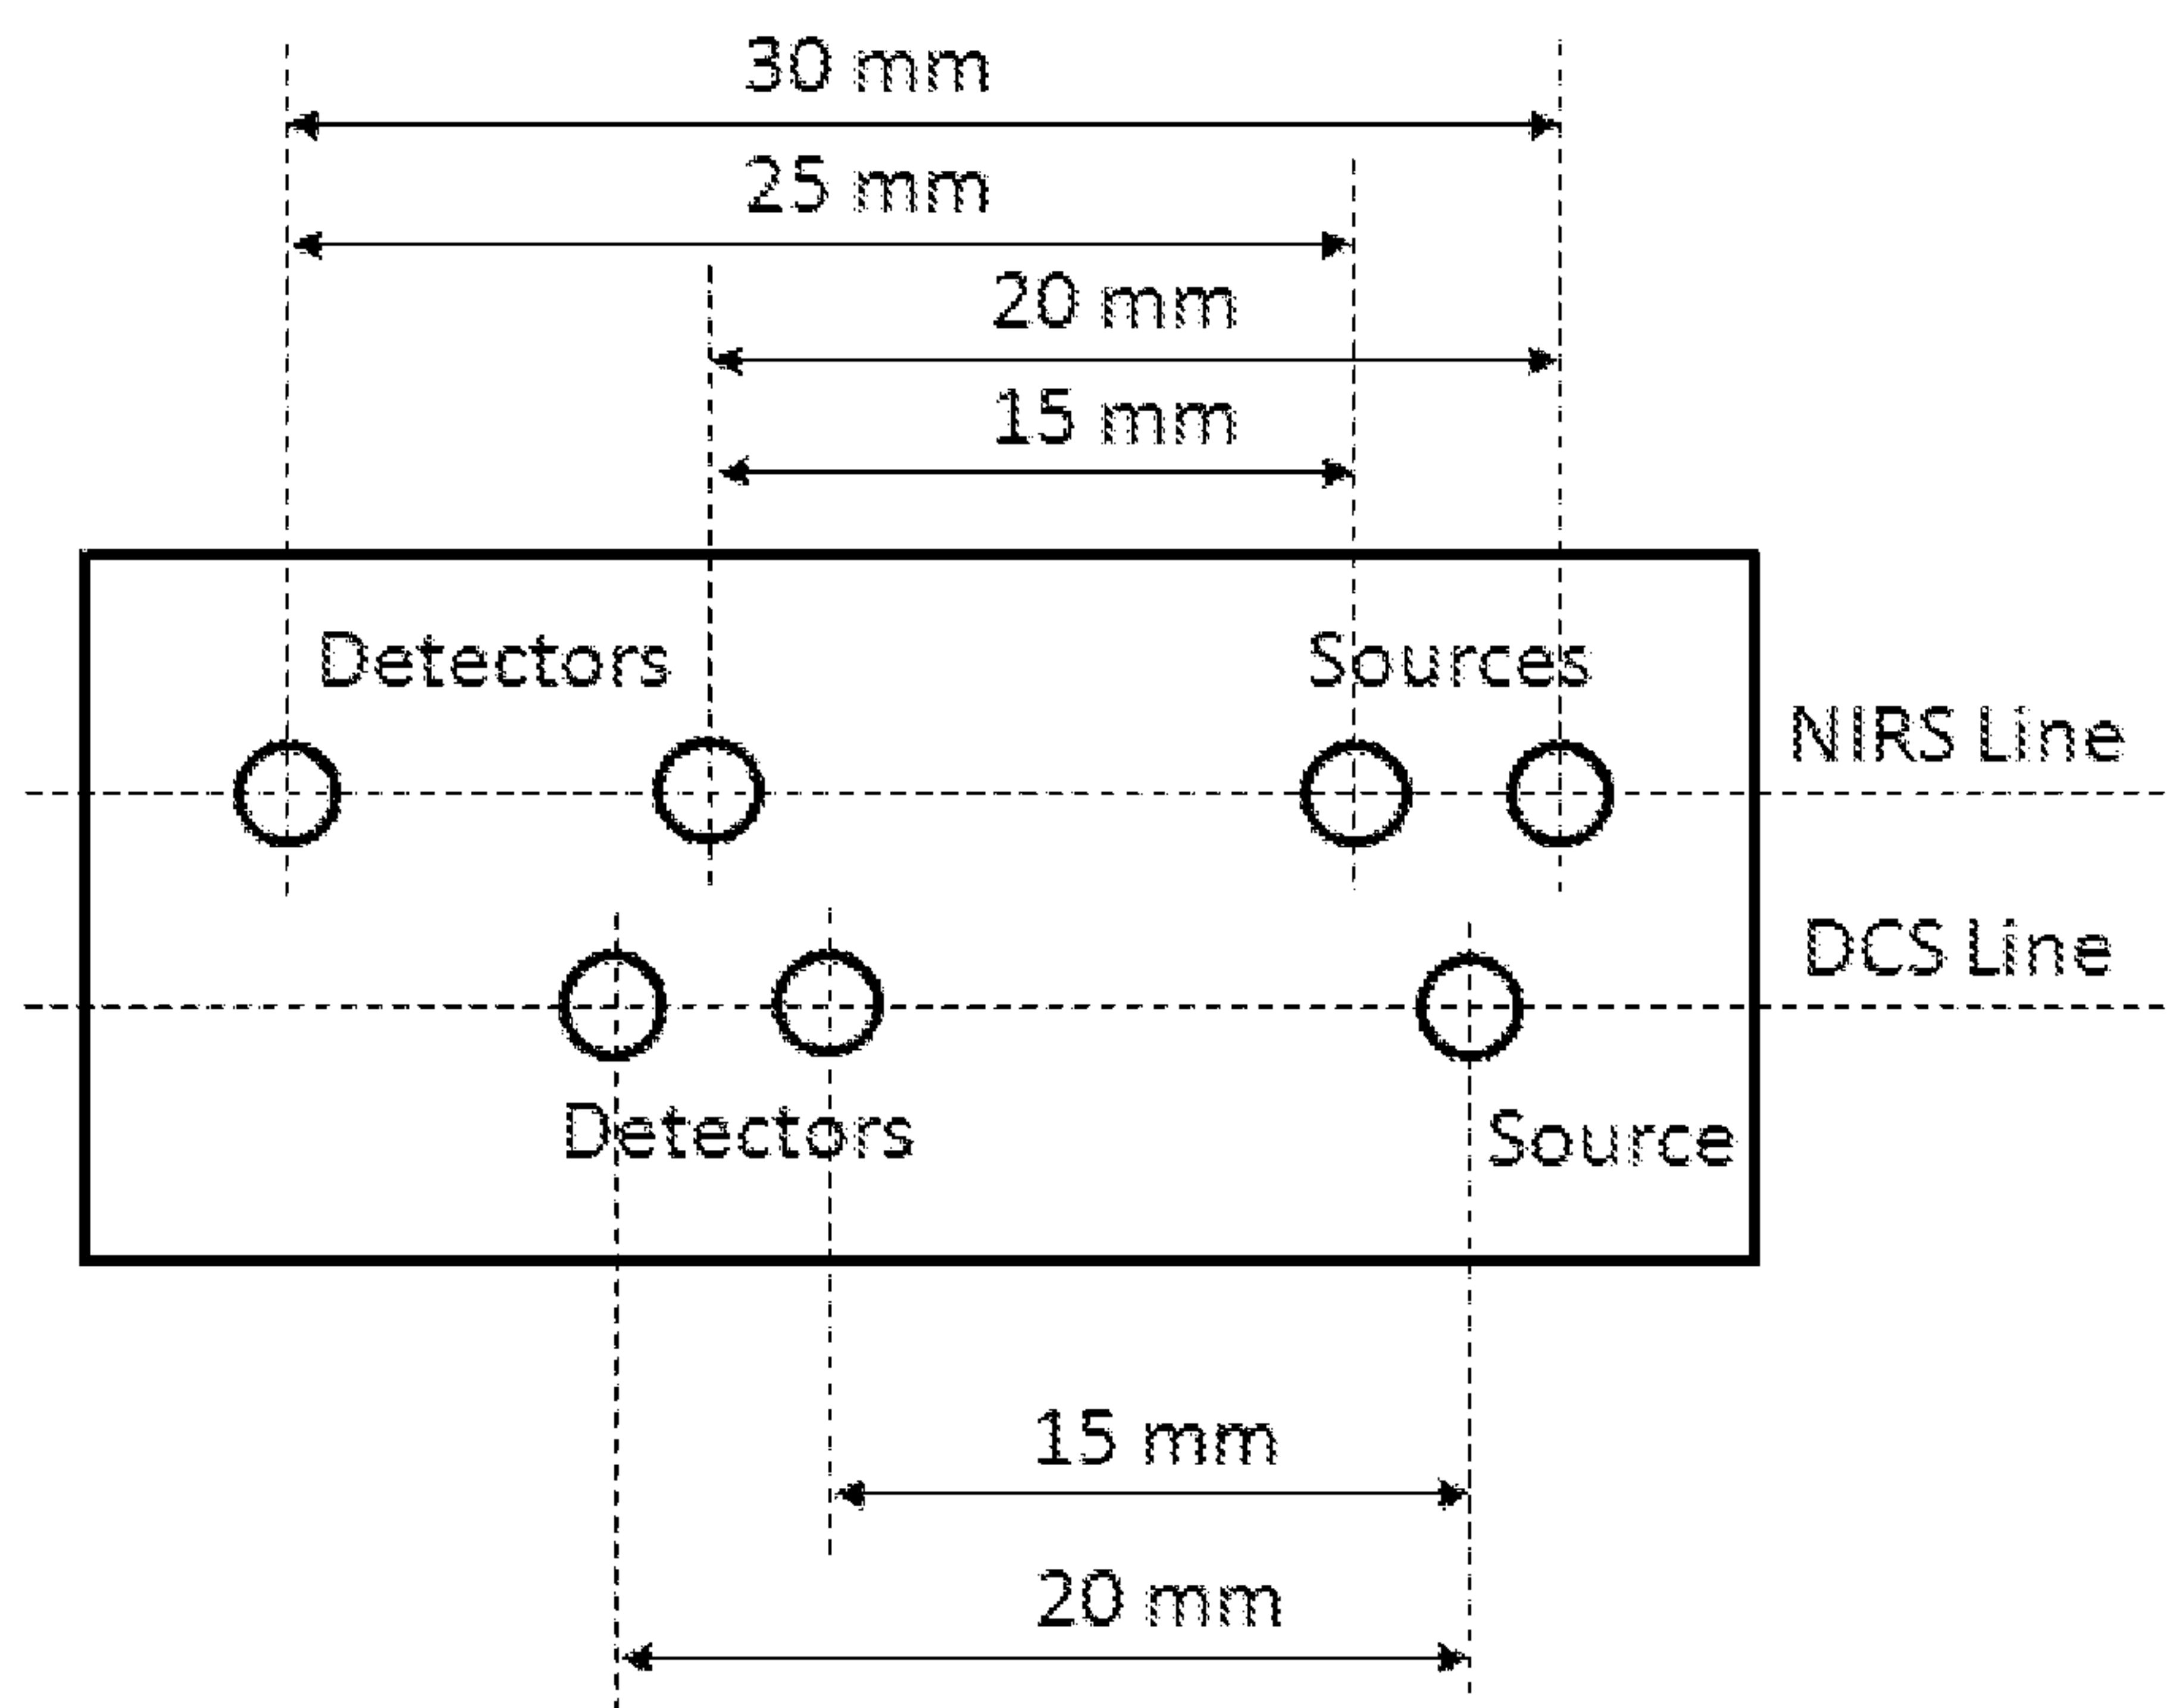 30 mm
25 mm
20 mm
15 mm
Detectors
Sources
NIRS Line
DCS Line
Detectors
Source
15 mm
20 mm